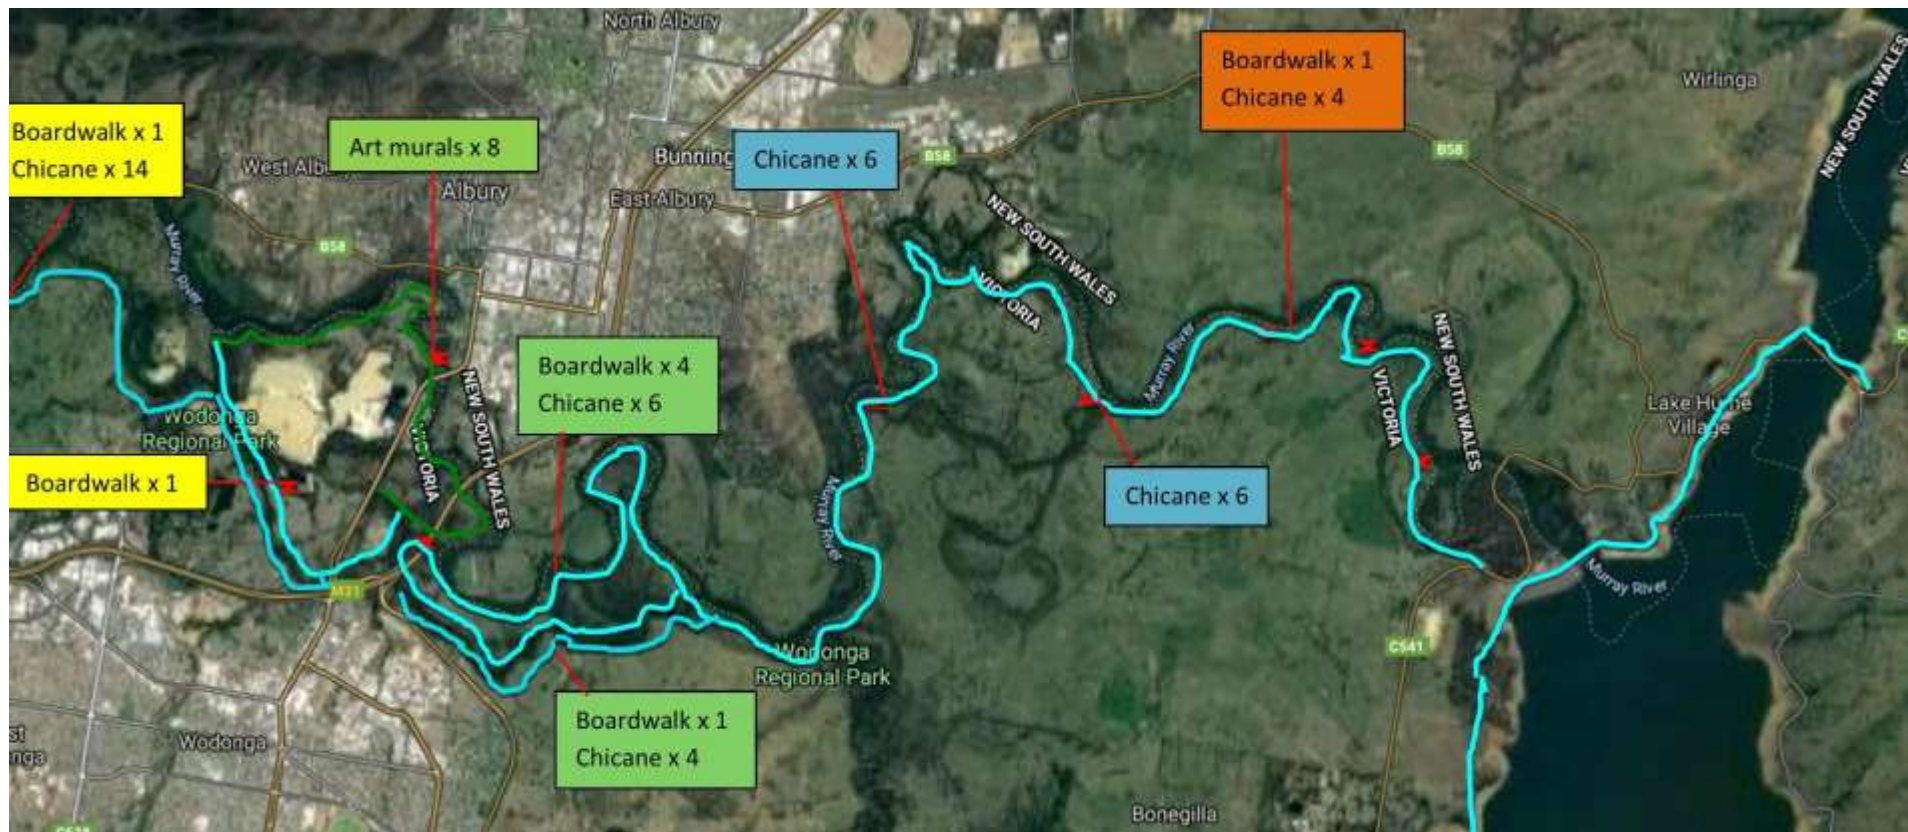 North Albury
Boardwalk x 1
Chicane x 4
Wirlinga
NEW SOUTH WALES
Boardwalk x 1
Chicane x 14
Art murals x 8
West Albu
Albury
Bunning
East Albury
Chicane x 6
B58
B58
B58
Murray River
NEW SOUTH WALES
VICTORIA
Murray River
NEW SOUTH WALES
VICTORIA
Lake Hume
Village
Boardwalk x 4
Chicane x 6
NEW SOUTH WALES
VICTORIA
Wodonga
Regional Park
Boardwalk x 1
Chicane x 6
Murray River
Murray River
M31
C541
Wodonga
Regional Park
Boardwalk x 1
Chicane x 4
Wodonga
st
nga
Bonegilla